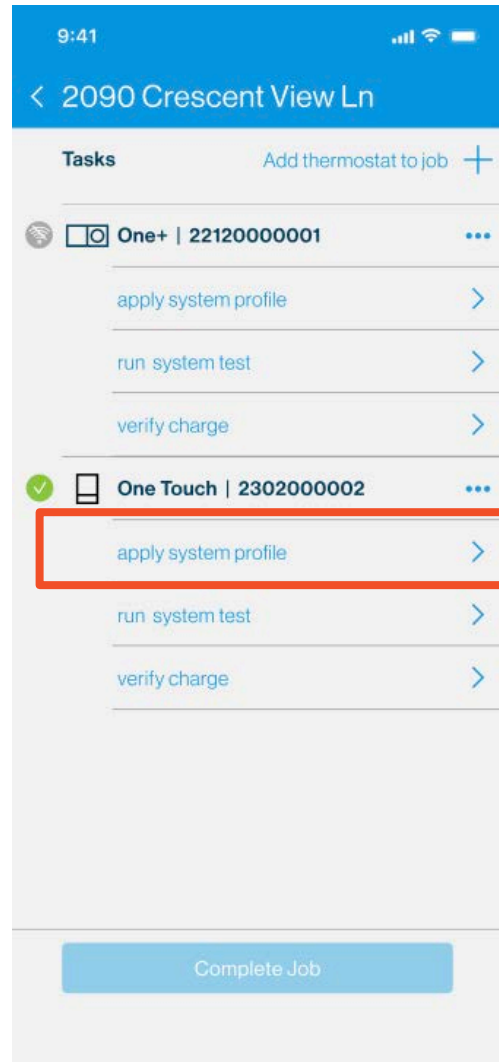 9:41
2090 Crescent View Ln
Tasks Add thermostat to job
One+ | 22120000001
apply system profile
run system test
verify charge
One Touch | 2302000002
apply system profile
run system test
verify charge
Complete Job